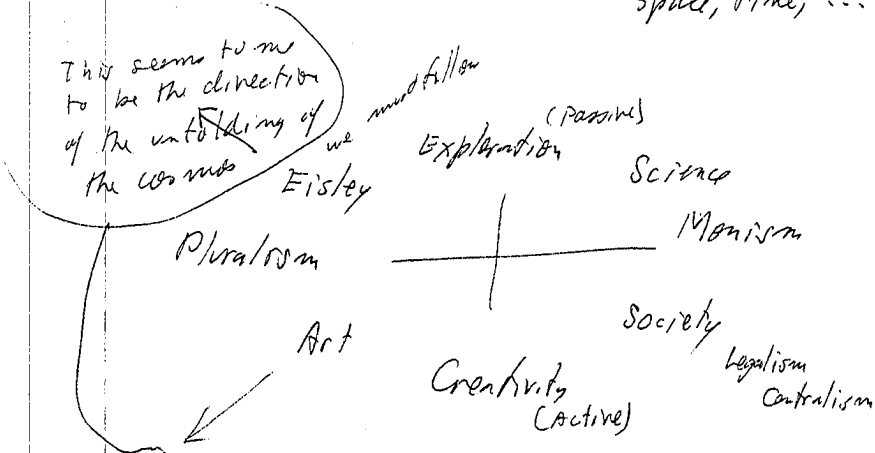 Space, Time, ...
This seems to me
to be the direction
of the unfolding of
the cosmos
we must follow
Exploration (Passive)
Eisley
Science
Pluralism
Monism
Art
Society
Legalism
Centralism
Creativity
(Active)